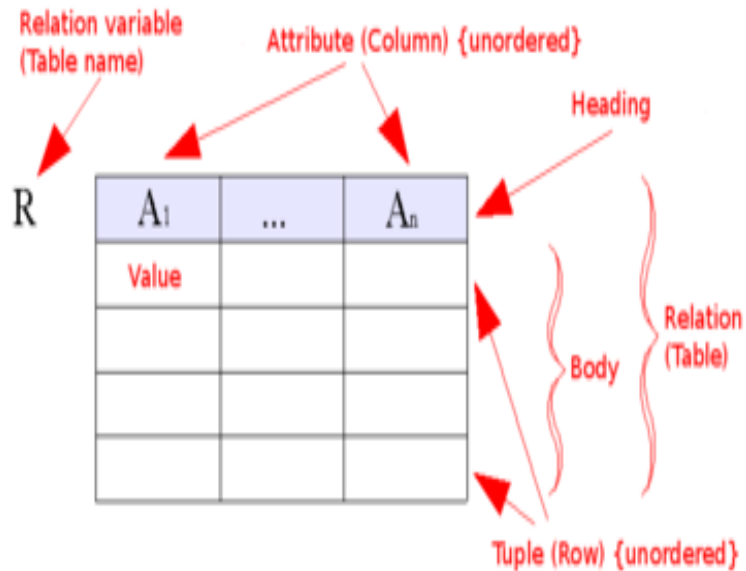 Relation variable
(Table name)
Attribute (Column) {unordered}
Heading
R
A1 ... An
Value
Relation
(Table)
Body
Tuple (Row) {unordered}